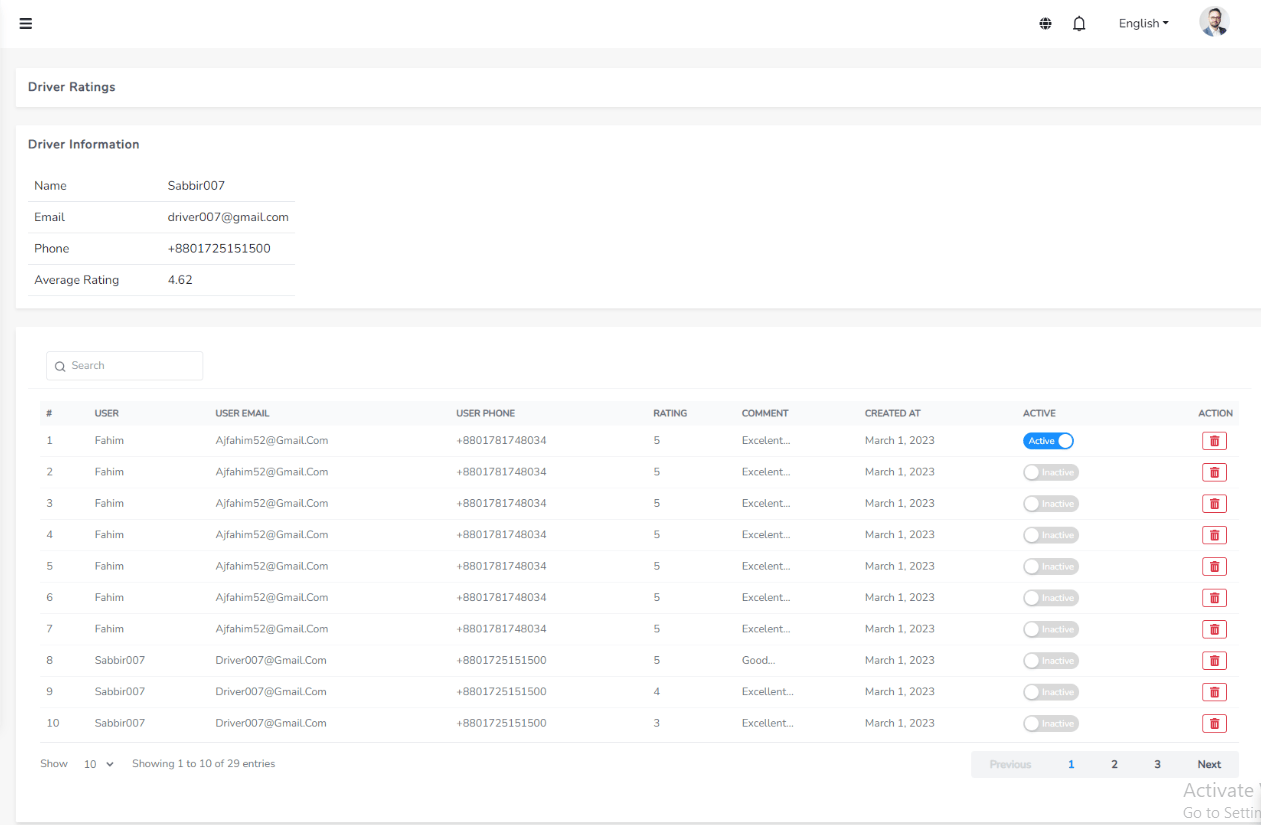 English
Driver Ratings
Driver Information
Name Sabbir007
Email driver007@gmail.com
Phone +8801725151500
Average Rating 4.62
Search
# USER USER EMAIL USER PHONE RATING COMMENT CREATED AT ACTIVE ACTION
1 Fahim Ajfahim52@Gmail.Com +8801781748034 5 Excelent... March 1, 2023 Active
2 Fahim Ajfahim52@Gmail.Com +8801781748034 5 Excelent... March 1, 2023 Inactive
3 Fahim Ajfahim52@Gmail.Com +8801781748034 5 Excelent... March 1, 2023 Inactive
4 Fahim Ajfahim52@Gmail.Com +8801781748034 5 Excelent... March 1, 2023 Inactive
5 Fahim Ajfahim52@Gmail.Com +8801781748034 5 Excelent... March 1, 2023 Inactive
6 Fahim Ajfahim52@Gmail.Com +8801781748034 5 Excelent... March 1, 2023 Inactive
7 Fahim Ajfahim52@Gmail.Com +8801781748034 5 Excelent... March 1, 2023 Inactive
8 Sabbir007 Driver007@Gmail.Com +8801725151500 5 Good... March 1, 2023 Inactive
9 Sabbir007 Driver007@Gmail.Com +8801725151500 4 Excellent... March 1, 2023 Inactive
10 Sabbir007 Driver007@Gmail.Com +8801725151500 3 Excellent... March 1, 2023 Inactive
Show 10 Showing 1 to 10 of 29 entries Previous 1 2 3 Next
Activate
Go to Settin